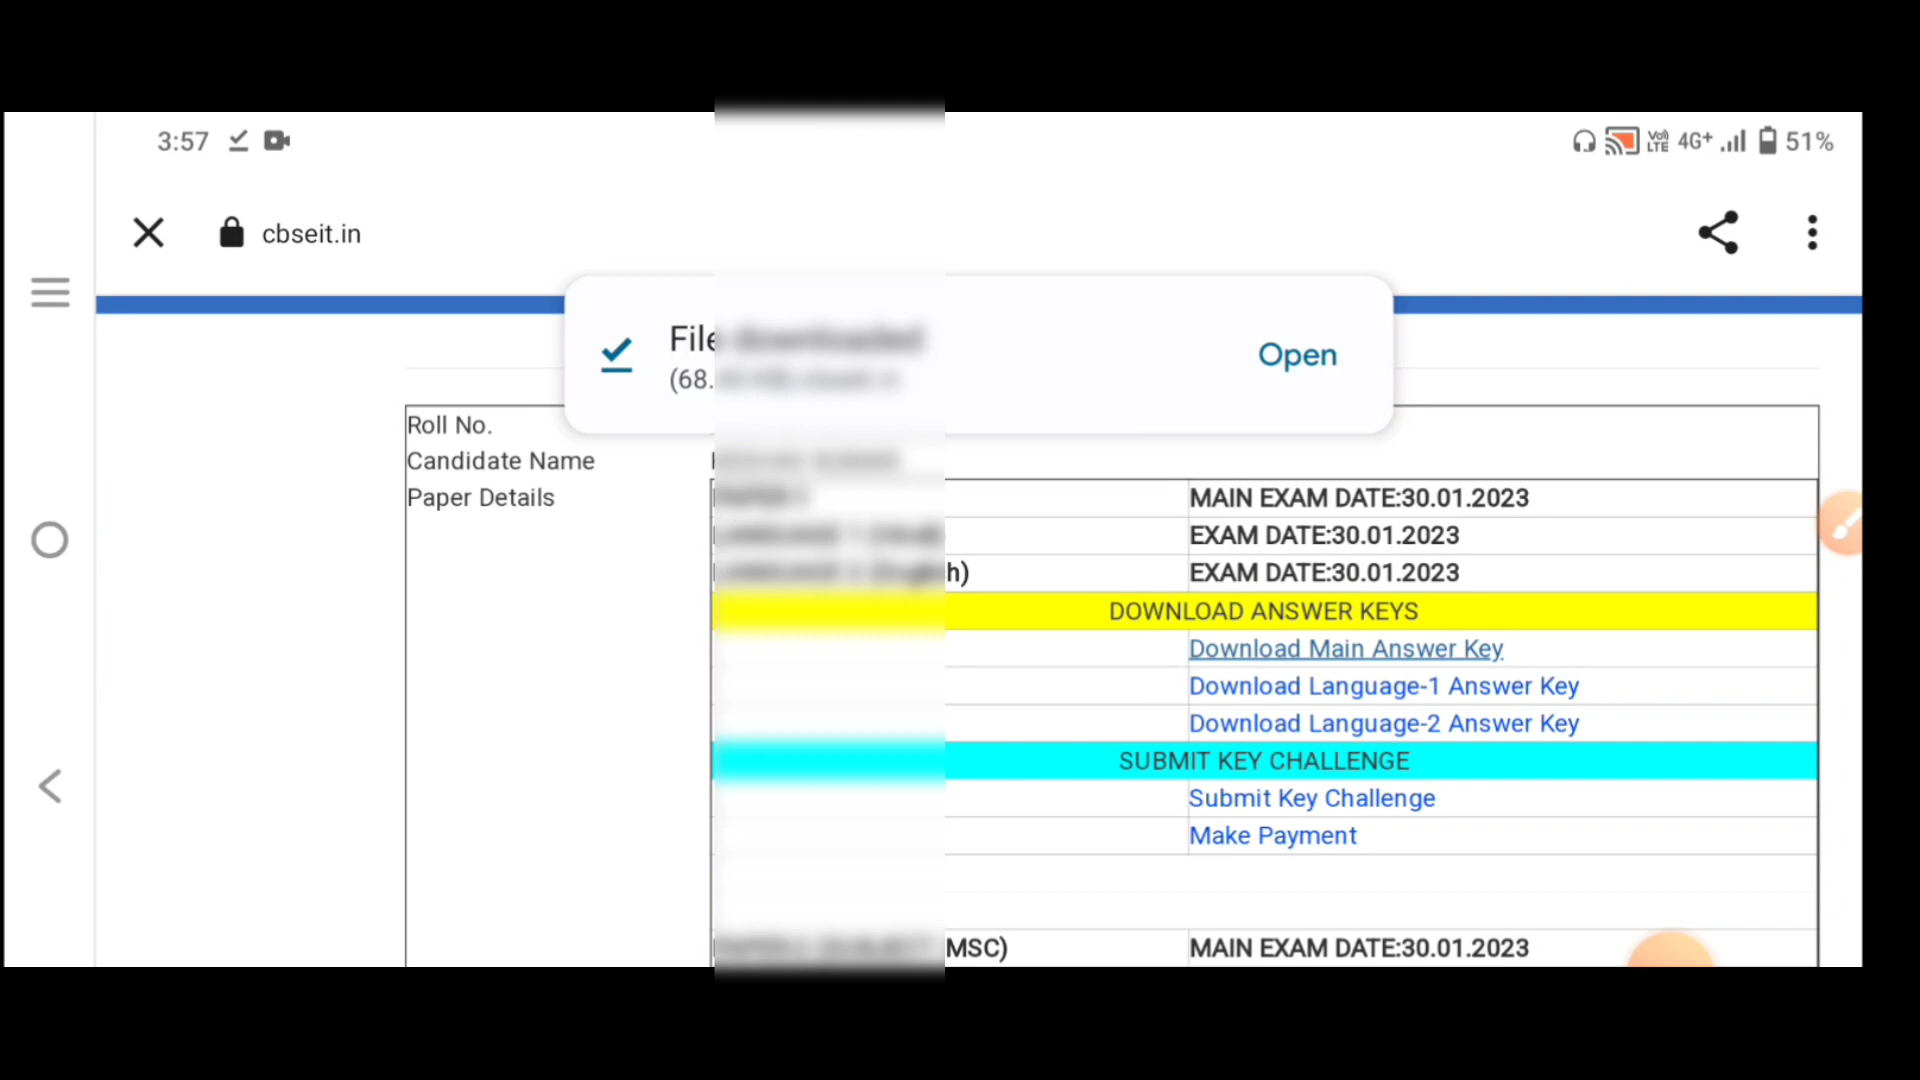 3:57 Vo) LTE 4G+ 51%
cbseit.in
File
(68.
Open
Roll No.
Candidate Name
Paper Details MAIN EXAM DATE:30.01.2023
EXAM DATE:30.01.2023
EXAM DATE:30.01.2023
DOWNLOAD ANSWER KEYS
Download Main Answer Key
Download Language-1 Answer Key
Download Language-2 Answer Key
SUBMIT KEY CHALLENGE
Submit Key Challenge
Make Payment
MSC) MAIN EXAM DATE:30.01.2023